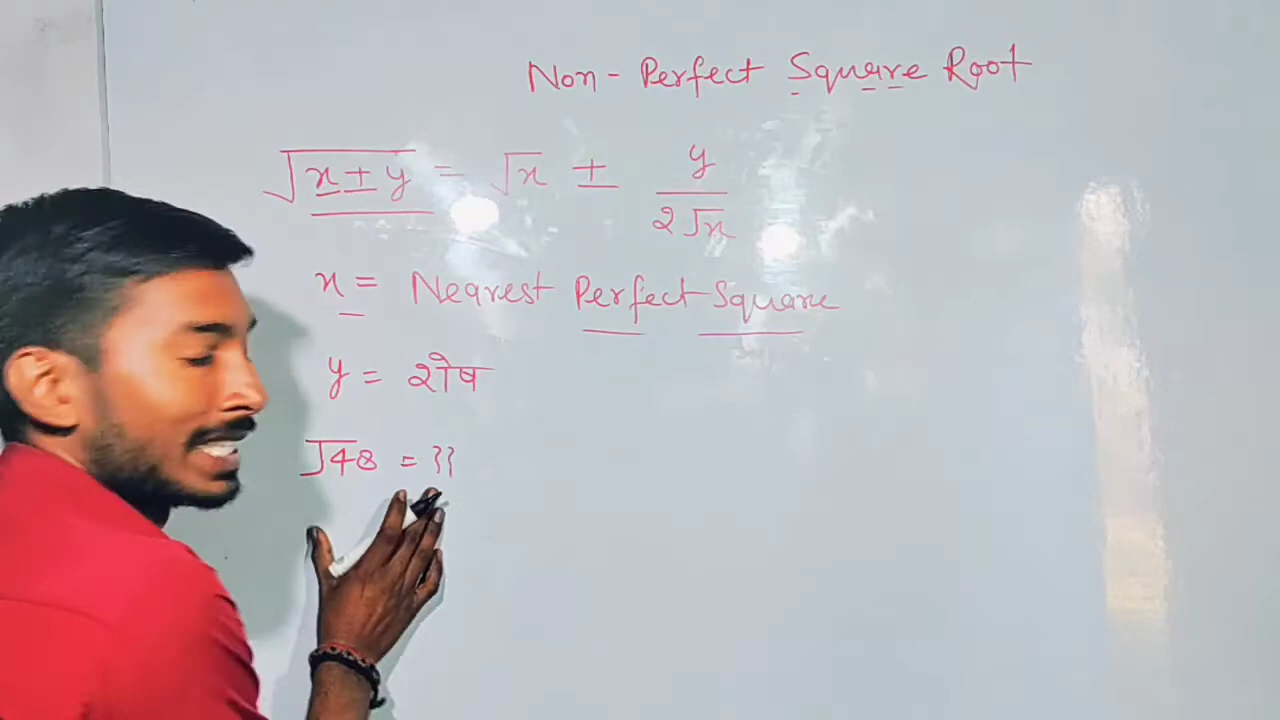 Non-Perfect Square Root
√(x ± y) = √x ± y/(2√x)
x = Nearest Perfect Square
y = शेष
√48 = ??